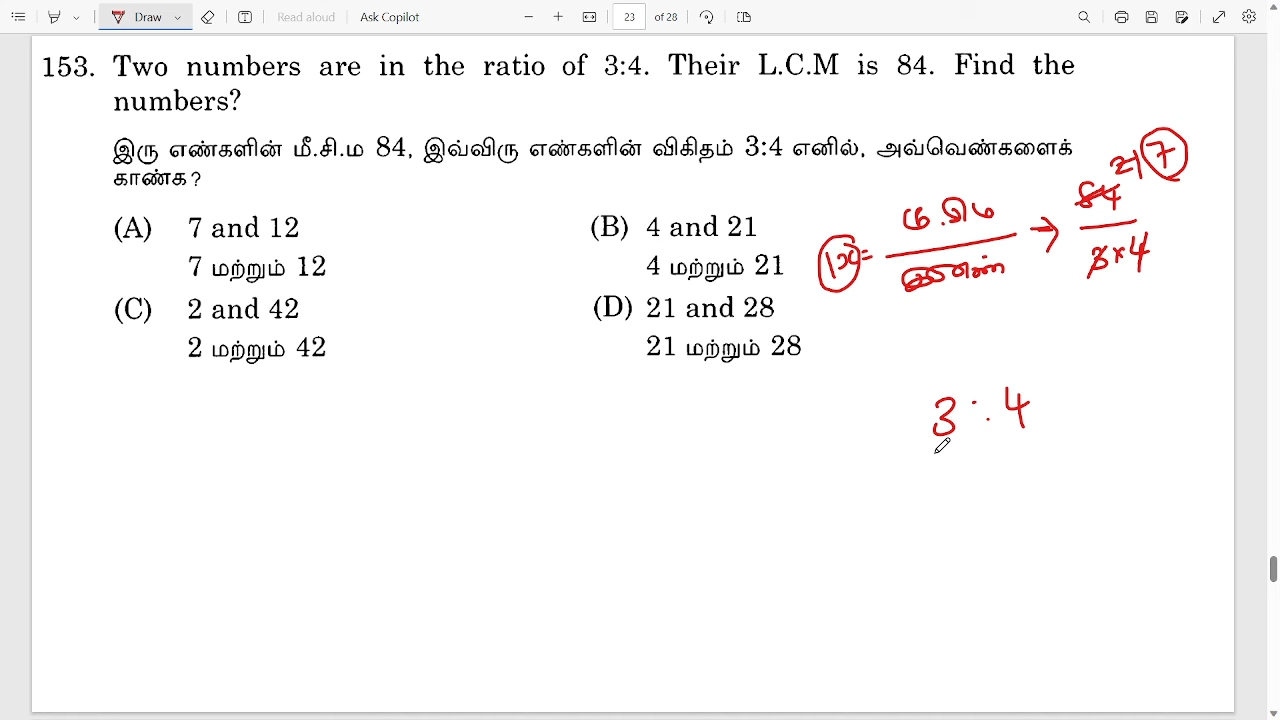 Draw
Read aloud
Ask Copilot
23 of 28
153. Two numbers are in the ratio of 3:4. Their L.C.M is 84. Find the
numbers?
இரு எண்களின் மீ.சி.ம 84, இவ்விரு எண்களின் விகிதம் 3:4 எனில், அவ்வெண்களைக்
காண்க?
(A) 7 and 12
7 மற்றும் 12
(B) 4 and 21
4 மற்றும் 21
(C) 2 and 42
2 மற்றும் 42
(D) 21 and 28
21 மற்றும் 28
84 21 7
3×4
3 : 4